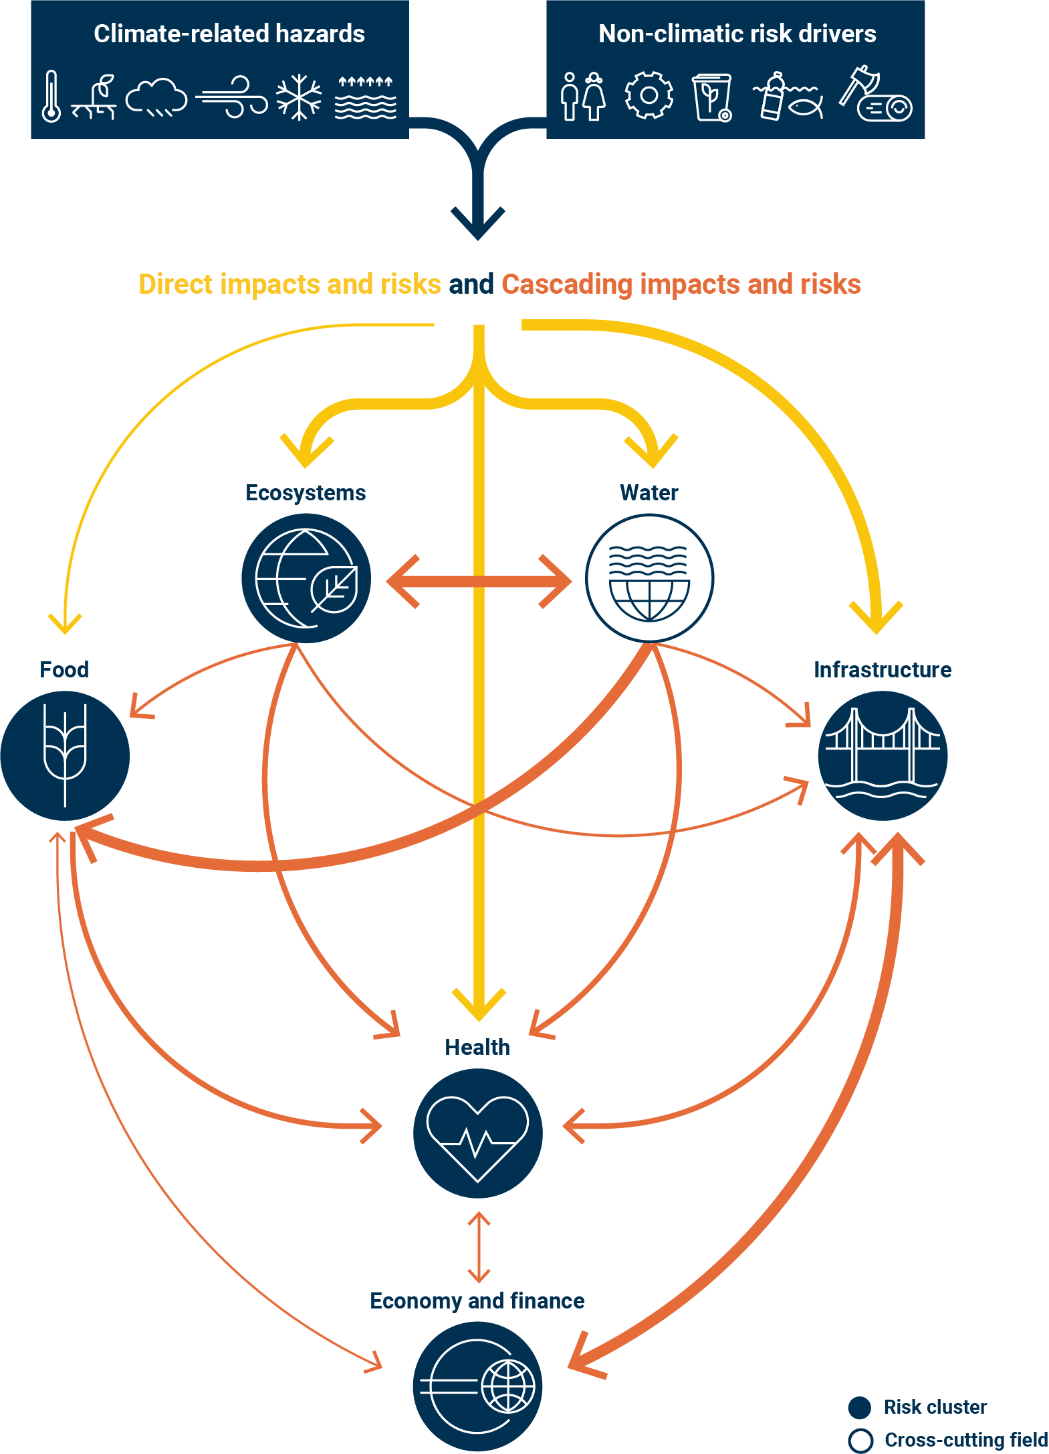 Climate-related hazards
Non-climatic risk drivers
Direct impacts and risks and Cascading impacts and risks
Ecosystems
Water
Food
Infrastructure
Health
Economy and finance
Risk cluster
Cross-cutting field